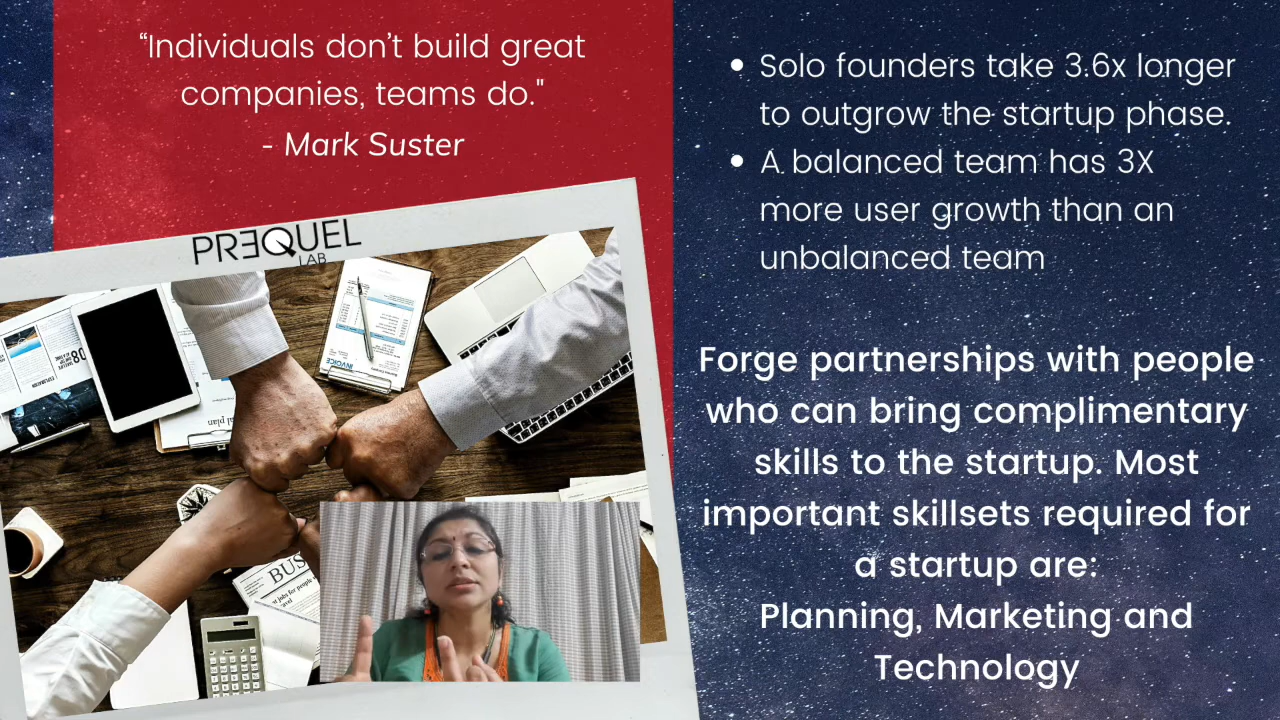 “Individuals don’t build great
companies, teams do."
- Mark Suster
PREQUEL
LAB
INVOICE
BUS
• Solo founders take 3.6x longer
to outgrow the startup phase.
• A balanced team has 3X
more user growth than an
unbalanced team
Forge partnerships with people
who can bring complimentary
skills to the startup. Most
important skillsets required for
a startup are:
Planning, Marketing and
Technology